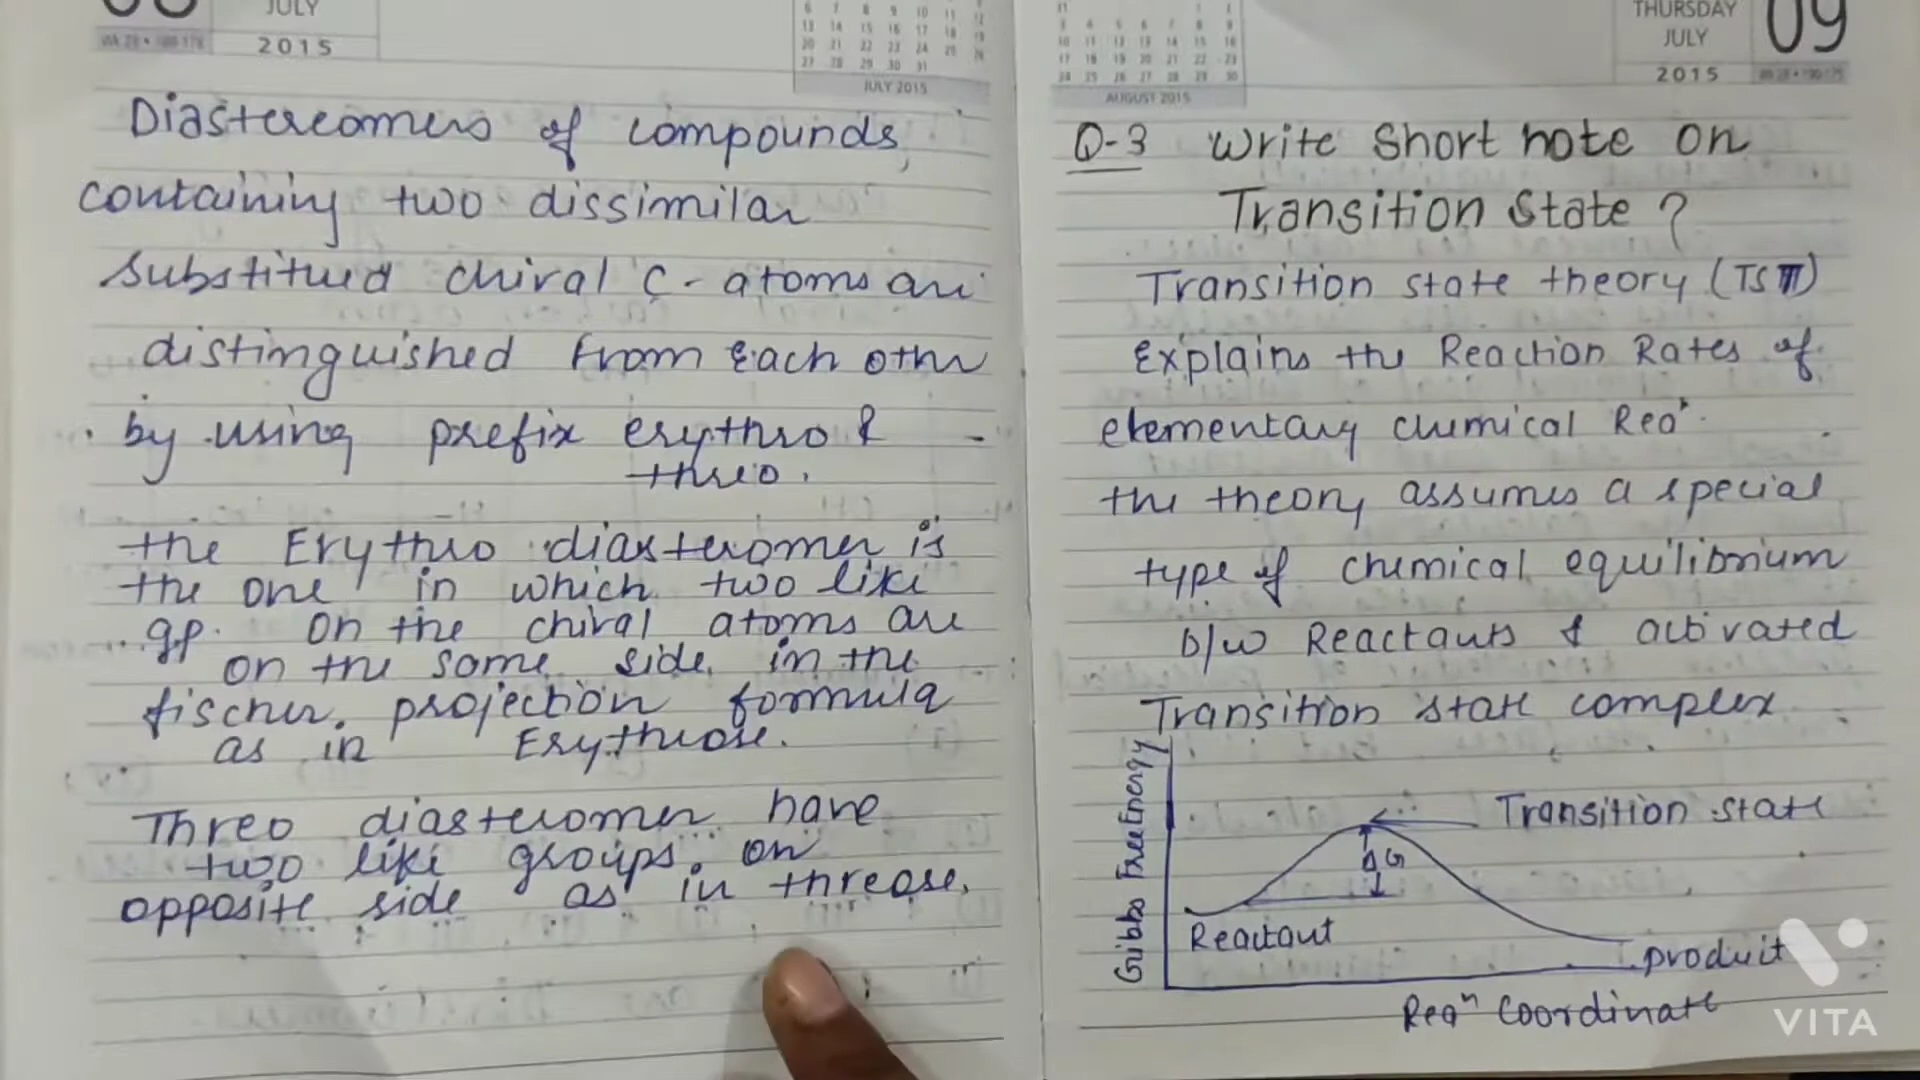 JULY
2015
JULY 2015
Diastereomers of compounds,
containing two dissimilar
substitued chiral C-atoms are
distinguished from Each other
by using prefix erythro &
threo.
the Erythro diastereomer is
the one in which two like
gp. on the chiral atoms are
on the same side in the
fischer projection formula
as in Erythrose.
Threo diastereomer have
two like groups on
opposite side as in threose.
THURSDAY
JULY
09
2015
AUGUST 2015
Q-3 Write Short note on
Transition State ?
Transition state theory (TST)
Explains the Reaction Rates of
elementary chemical Reaⁿ.
the theory assumes a special
type of chemical equilibrium
b/w Reactants & activated
Transition state complex
Gibbs Free Energy
Transition state
ΔG
Reactant
product
Reaⁿ Coordinate
VITA